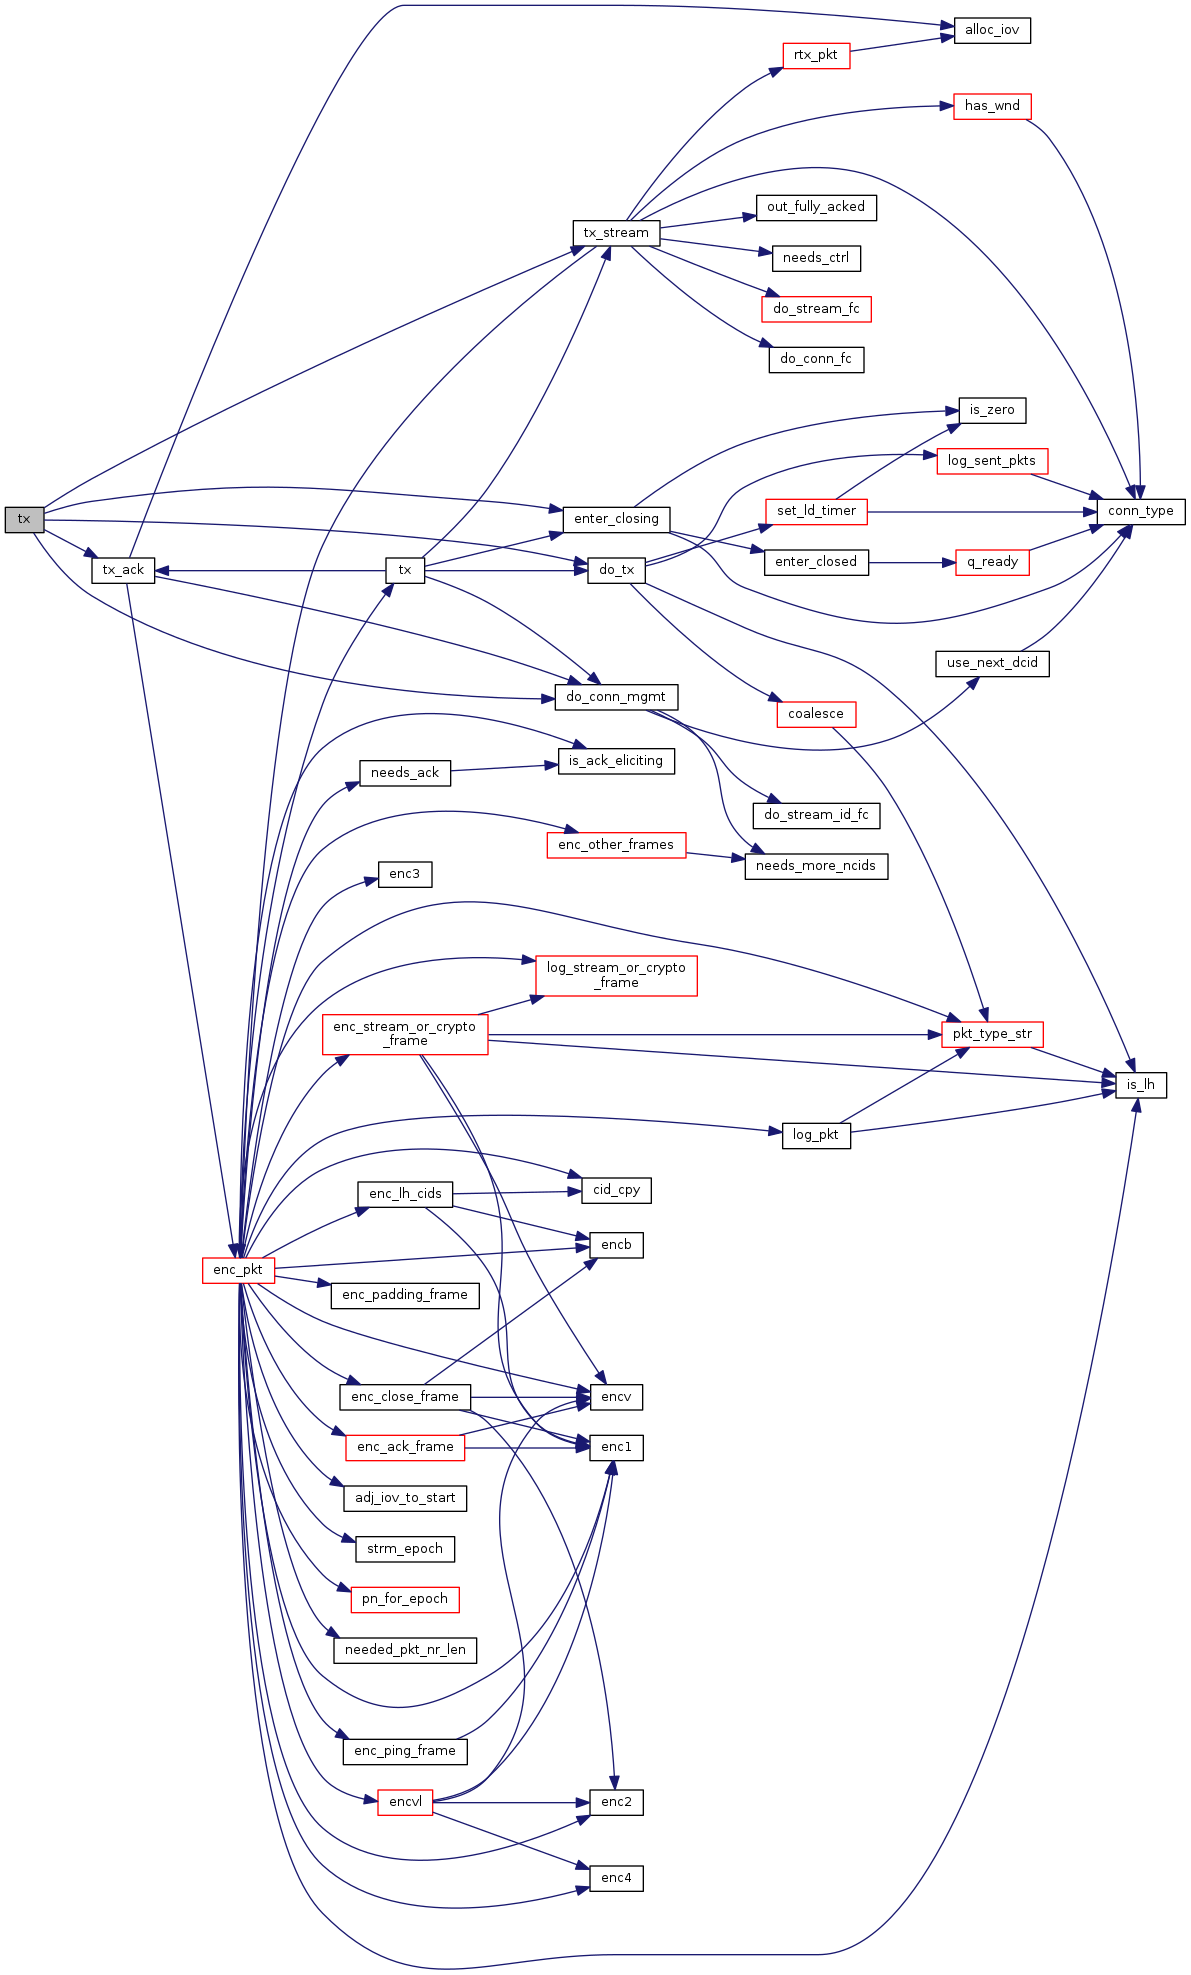 alloc_iov
rtx_pkt
has_wnd
out_fully_acked
tx_stream
needs_ctrl
do_stream_fc
do_conn_fc
is_zero
log_sent_pkts
set_ld_timer
conn_type
tx
enter_closing
enter_closed
q_ready
tx_ack
tx
do_tx
use_next_dcid
do_conn_mgmt
coalesce
is_ack_eliciting
needs_ack
do_stream_id_fc
enc_other_frames
needs_more_ncids
enc3
log_stream_or_crypto
_frame
enc_stream_or_crypto
_frame
pkt_type_str
is_lh
log_pkt
enc_lh_cids
cid_cpy
encb
enc_pkt
enc_padding_frame
enc_close_frame
encv
enc_ack_frame
enc1
adj_iov_to_start
strm_epoch
pn_for_epoch
needed_pkt_nr_len
enc_ping_frame
encvl
enc2
enc4